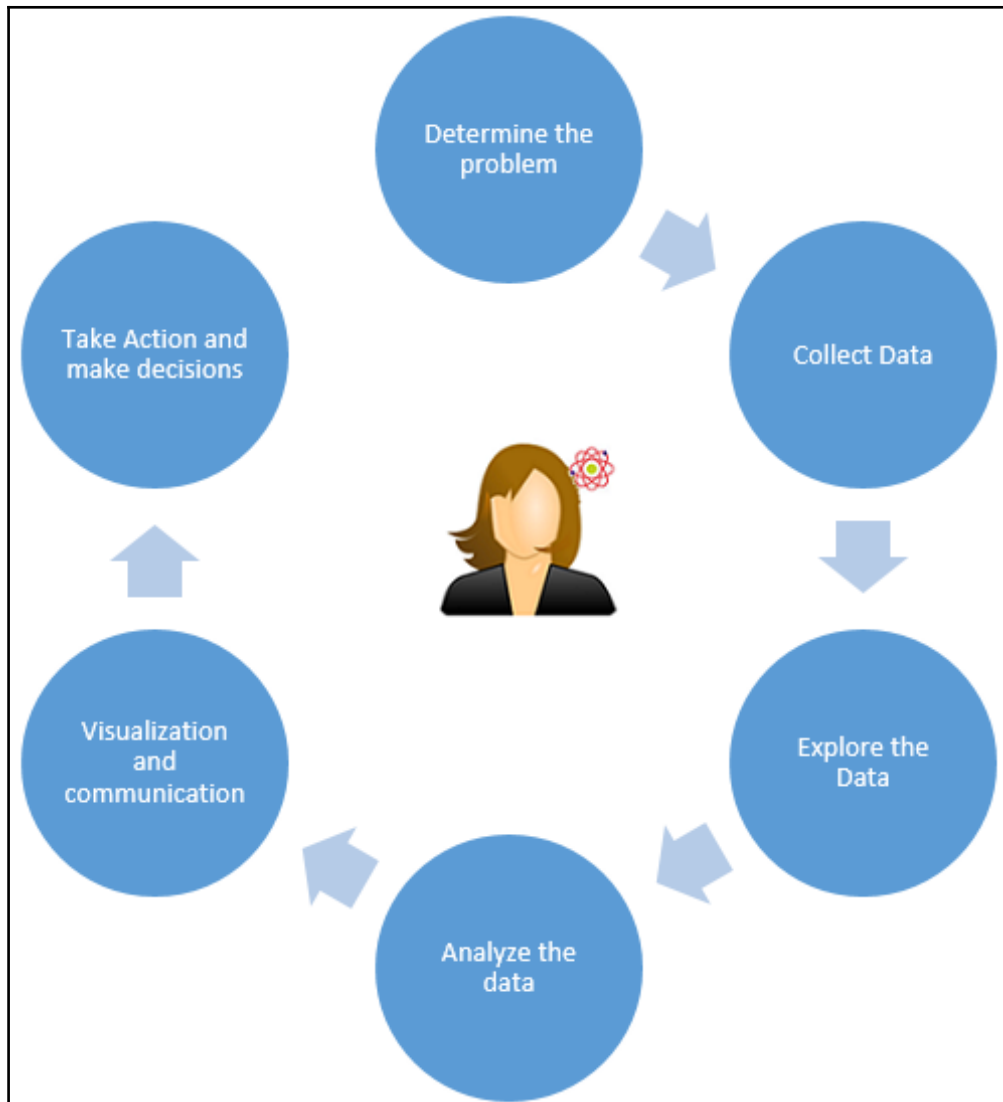 Determine the
problem
Collect Data
Explore the
Data
Analyze the
data
Visualization
and
communication
Take Action and
make decisions